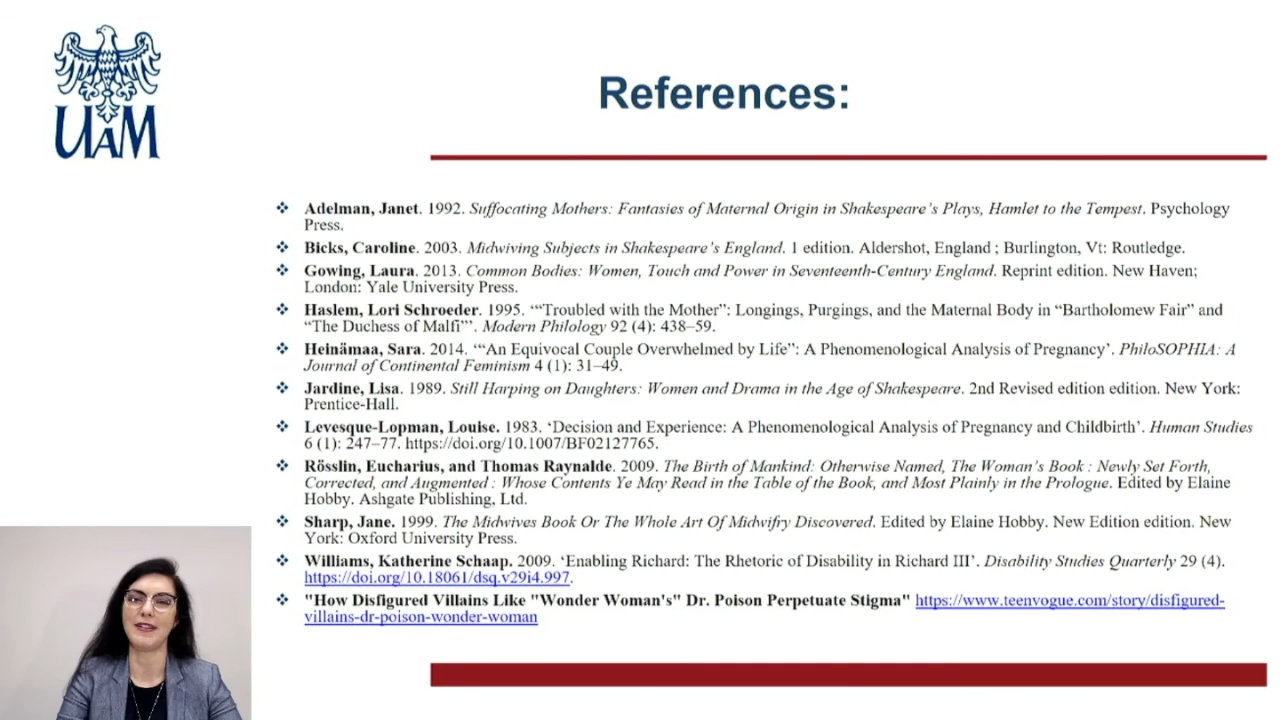 UAM
References:
❖ Adelman, Janet. 1992. Suffocating Mothers: Fantasies of Maternal Origin in Shakespeare's Plays, Hamlet to the Tempest. Psychology
Press.
❖ Bicks, Caroline. 2003. Midwiving Subjects in Shakespeare's England. 1 edition. Aldershot, England ; Burlington, Vt: Routledge.
❖ Gowing, Laura. 2013. Common Bodies: Women, Touch and Power in Seventeenth-Century England. Reprint edition. New Haven;
London: Yale University Press.
❖ Haslem, Lori Schroeder. 1995. '“Troubled with the Mother”: Longings, Purgings, and the Maternal Body in “Bartholomew Fair” and
“The Duchess of Malfi”'. Modern Philology 92 (4): 438–59.
❖ Heinämaa, Sara. 2014. '“An Equivocal Couple Overwhelmed by Life”: A Phenomenological Analysis of Pregnancy'. PhiloSOPHIA: A
Journal of Continental Feminism 4 (1): 31–49.
❖ Jardine, Lisa. 1989. Still Harping on Daughters: Women and Drama in the Age of Shakespeare. 2nd Revised edition edition. New York:
Prentice-Hall.
❖ Levesque-Lopman, Louise. 1983. 'Decision and Experience: A Phenomenological Analysis of Pregnancy and Childbirth'. Human Studies
6 (1): 247–77. https://doi.org/10.1007/BF02127765.
❖ Rösslin, Eucharius, and Thomas Raynalde. 2009. The Birth of Mankind: Otherwise Named, The Woman's Book : Newly Set Forth,
Corrected, and Augmented : Whose Contents Ye May Read in the Table of the Book, and Most Plainly in the Prologue. Edited by Elaine
Hobby. Ashgate Publishing, Ltd.
❖ Sharp, Jane. 1999. The Midwives Book Or The Whole Art Of Midwifry Discovered. Edited by Elaine Hobby. New Edition edition. New
York: Oxford University Press.
❖ Williams, Katherine Schaap. 2009. 'Enabling Richard: The Rhetoric of Disability in Richard III'. Disability Studies Quarterly 29 (4).
https://doi.org/10.18061/dsq.v29i4.997.
❖ "How Disfigured Villains Like "Wonder Woman's" Dr. Poison Perpetuate Stigma" https://www.teenvogue.com/story/disfigured-
villains-dr-poison-wonder-woman